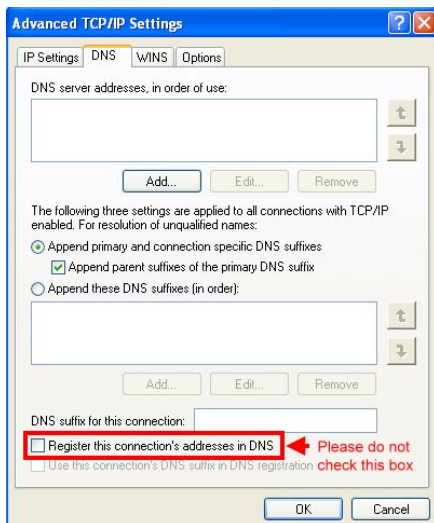 Advanced TCP/IP Settings
IP Settings DNS WINS Options
DNS server addresses, in order of use:
Add... Edit... Remove
The following three settings are applied to all connections with TCP/IP
enabled. For resolution of unqualified names:
Append primary and connection specific DNS suffixes
Append parent suffixes of the primary DNS suffix
Append these DNS suffixes (in order):
Add... Edit... Remove
DNS suffix for this connection:
Register this connection's addresses in DNS Please do not
Use this connection's DNS suffix in DNS registration check this box
OK Cancel